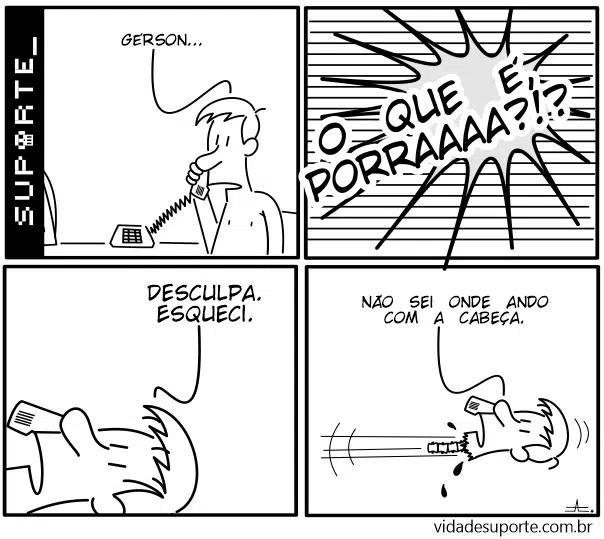 SUPORTE_
GERSON...
O QUE É,
PORRAAAA?!?
DESCULPA.
ESQUECI.
NÃO SEI ONDE ANDO
COM A CABEÇA.
vidadesuporte.com.br